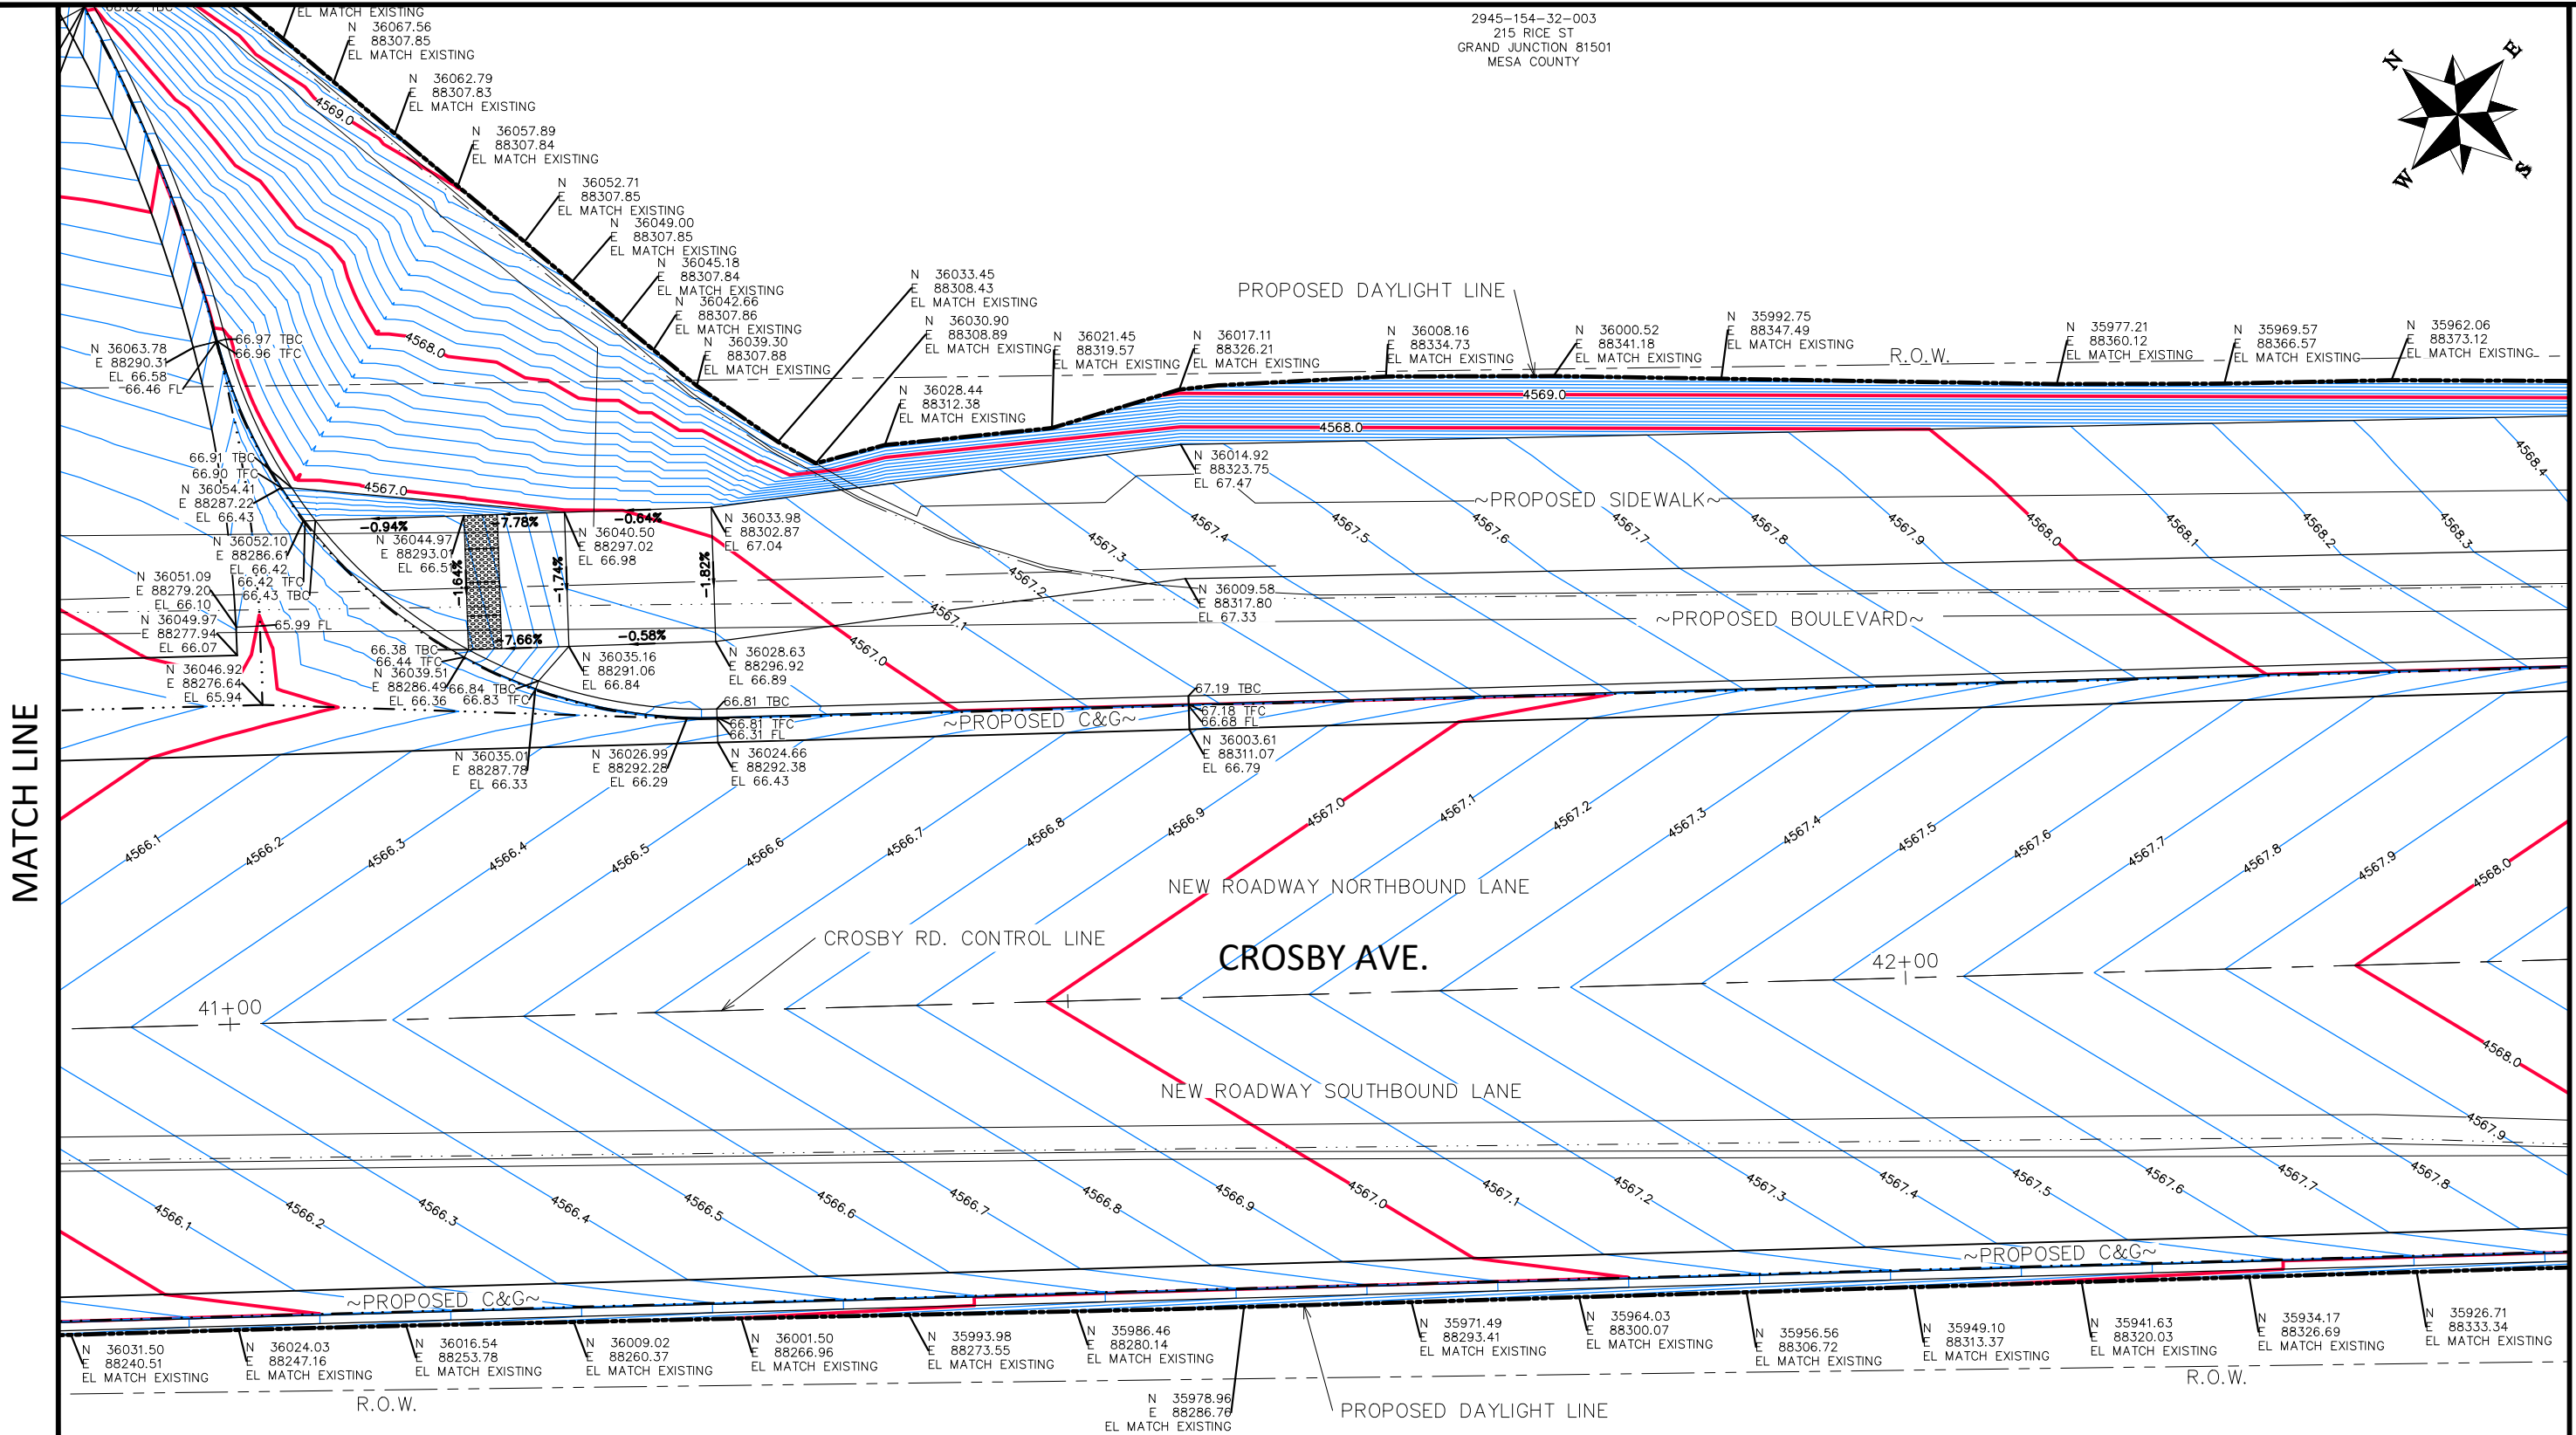 EL MATCH EXISTING
N 36067.56
E 88307.85
EL MATCH EXISTING
N 36062.79
E 88307.83
EL MATCH EXISTING
N 36057.89
E 88307.84
EL MATCH EXISTING
N 36052.71
E 88307.85
EL MATCH EXISTING
N 36049.00
E 88307.85
EL MATCH EXISTING
N 36045.18
E 88307.84
EL MATCH EXISTING
N 36042.66
E 88307.86
EL MATCH EXISTING
N 36039.30
E 88307.88
EL MATCH EXISTING
N 36033.45
E 88308.43
EL MATCH EXISTING
N 36030.90
E 88308.89
EL MATCH EXISTING
N 36028.44
E 88312.38
EL MATCH EXISTING
N 36021.45
E 88319.57
EL MATCH EXISTING
N 36017.11
E 88326.21
EL MATCH EXISTING
N 36008.16
E 88334.73
EL MATCH EXISTING
N 36000.52
E 88341.18
EL MATCH EXISTING
N 35992.75
E 88347.49
EL MATCH EXISTING
N 35977.21
E 88360.12
EL MATCH EXISTING
N 35969.57
E 88366.57
EL MATCH EXISTING
N 35962.06
E 88373.12
EL MATCH EXISTING
2945-154-32-003
215 RICE ST
GRAND JUNCTION 81501
MESA COUNTY
N
E
S
W
PROPOSED DAYLIGHT LINE
R.O.W.
4569.0
4568.0
4567.0
4569.0
4568.0
66.97 TBC
66.96 TFC
N 36063.78
E 88290.31
EL 66.58
66.46 FL
66.91 TBC
66.90 TFC
N 36054.41
E 88287.22
EL 66.43
N 36052.10
E 88286.61
EL 66.42
66.42 TFC
66.43 TBC
N 36051.09
E 88279.20
EL 66.10
N 36049.97
E 88277.94
EL 66.07
65.99 FL
N 36046.92
E 88276.64
EL 65.94
-0.94%
-7.78%
-0.64%
N 36044.97
E 88293.01
EL 66.51
N 36040.50
E 88297.02
EL 66.98
N 36033.98
E 88302.87
EL 67.04
-1.64%
-1.74%
-1.82%
-7.66%
-0.58%
66.38 TBC
66.44 TFC
N 36039.51
E 88286.49
EL 66.36
66.84 TBC
66.83 TFC
N 36035.16
E 88291.06
EL 66.84
N 36028.63
E 88296.92
EL 66.89
66.81 TBC
66.81 TFC
66.31 FL
N 36035.01
E 88287.78
EL 66.33
N 36026.99
E 88292.28
EL 66.29
N 36024.66
E 88292.38
EL 66.43
N 36014.92
E 88323.75
EL 67.47
N 36009.58
E 88317.80
EL 67.33
67.19 TBC
67.18 TFC
66.68 FL
N 36003.61
E 88311.07
EL 66.79
~PROPOSED SIDEWALK~
~PROPOSED BOULEVARD~
~PROPOSED C&G~
4567.0
4567.1
4567.2
4567.3
4567.4
4567.5
4567.6
4567.7
4567.8
4567.9
4568.0
4568.1
4568.2
4568.3
4568.4
MATCH LINE
4566.1
4566.2
4566.3
4566.4
4566.5
4566.6
4566.7
4566.8
4566.9
4567.0
4567.1
4567.2
4567.3
4567.4
4567.5
4567.6
4567.7
4567.8
4567.9
4568.0
NEW ROADWAY NORTHBOUND LANE
CROSBY RD. CONTROL LINE
CROSBY AVE.
41+00
42+00
NEW ROADWAY SOUTHBOUND LANE
4568.0
4567.9
4566.1
4566.2
4566.3
4566.4
4566.5
4566.6
4566.7
4566.8
4566.9
4567.0
4567.1
4567.2
4567.3
4567.4
4567.5
4567.6
4567.7
4567.8
~PROPOSED C&G~
~PROPOSED C&G~
N 36031.50
E 88240.51
EL MATCH EXISTING
N 36024.03
E 88247.16
EL MATCH EXISTING
N 36016.54
E 88253.78
EL MATCH EXISTING
N 36009.02
E 88260.37
EL MATCH EXISTING
N 36001.50
E 88266.96
EL MATCH EXISTING
N 35993.98
E 88273.55
EL MATCH EXISTING
N 35986.46
E 88280.14
EL MATCH EXISTING
N 35978.96
E 88286.76
EL MATCH EXISTING
N 35971.49
E 88293.41
EL MATCH EXISTING
N 35964.03
E 88300.07
EL MATCH EXISTING
N 35956.56
E 88306.72
EL MATCH EXISTING
N 35949.10
E 88313.37
EL MATCH EXISTING
N 35941.63
E 88320.03
EL MATCH EXISTING
N 35934.17
E 88326.69
EL MATCH EXISTING
N 35926.71
E 88333.34
EL MATCH EXISTING
R.O.W.
R.O.W.
PROPOSED DAYLIGHT LINE